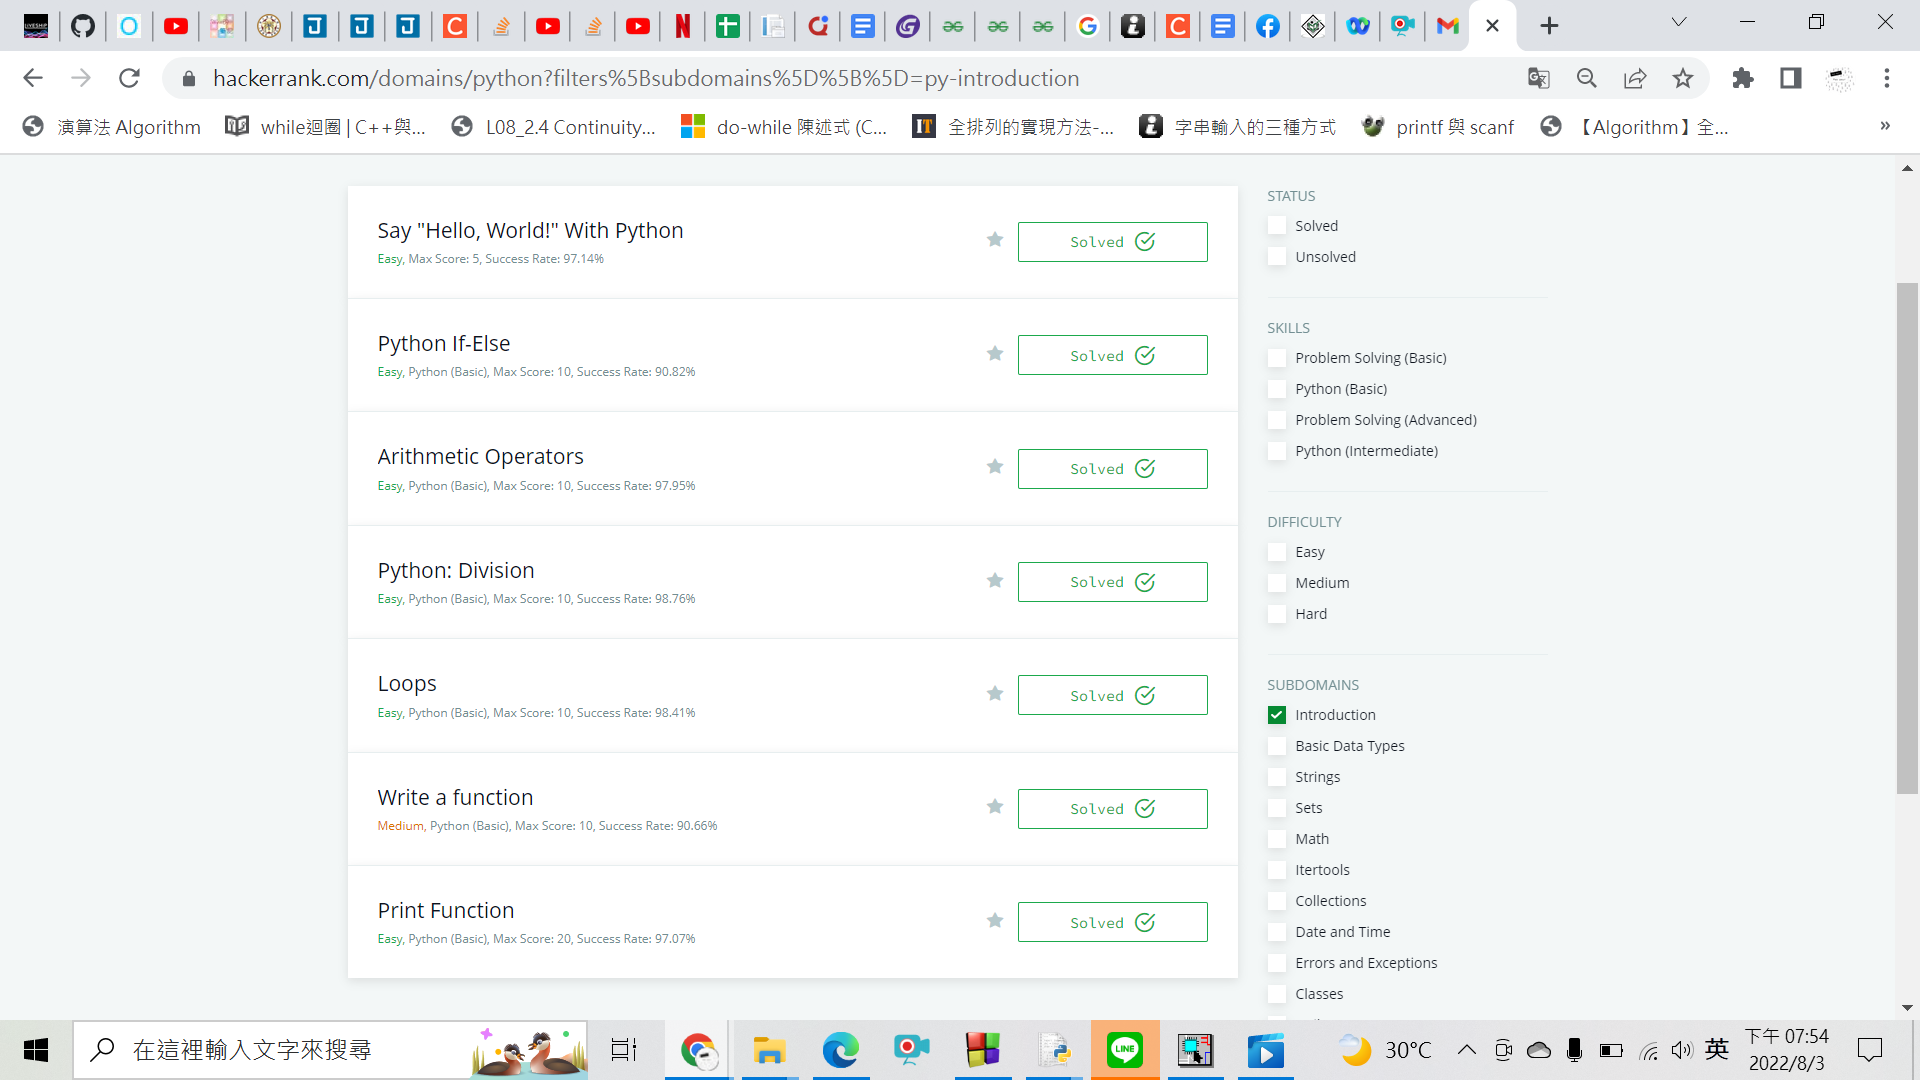 hackerrank.com/domains/python?filters%5Bsubdomains%5D%5B%5D=py-introduction
演算法 Algorithm
while迴圈 | C++與...
L08_2.4 Continuity...
do-while 陳述式 (C...
全排列的實現方法-...
字串輸入的三種方式
printf 與 scanf
【Algorithm】全...
»
Say "Hello, World!" With Python
Easy, Max Score: 5, Success Rate: 97.14%
Solved
Python If-Else
Easy, Python (Basic), Max Score: 10, Success Rate: 90.82%
Solved
Arithmetic Operators
Easy, Python (Basic), Max Score: 10, Success Rate: 97.95%
Solved
Python: Division
Easy, Python (Basic), Max Score: 10, Success Rate: 98.76%
Solved
Loops
Easy, Python (Basic), Max Score: 10, Success Rate: 98.41%
Solved
Write a function
Medium, Python (Basic), Max Score: 10, Success Rate: 90.66%
Solved
Print Function
Easy, Python (Basic), Max Score: 20, Success Rate: 97.07%
Solved
STATUS
Solved
Unsolved
SKILLS
Problem Solving (Basic)
Python (Basic)
Problem Solving (Advanced)
Python (Intermediate)
DIFFICULTY
Easy
Medium
Hard
SUBDOMAINS
Introduction
Basic Data Types
Strings
Sets
Math
Itertools
Collections
Date and Time
Errors and Exceptions
Classes
在這裡輸入文字來搜尋
LINE
30°C
英
下午 07:54
2022/8/3